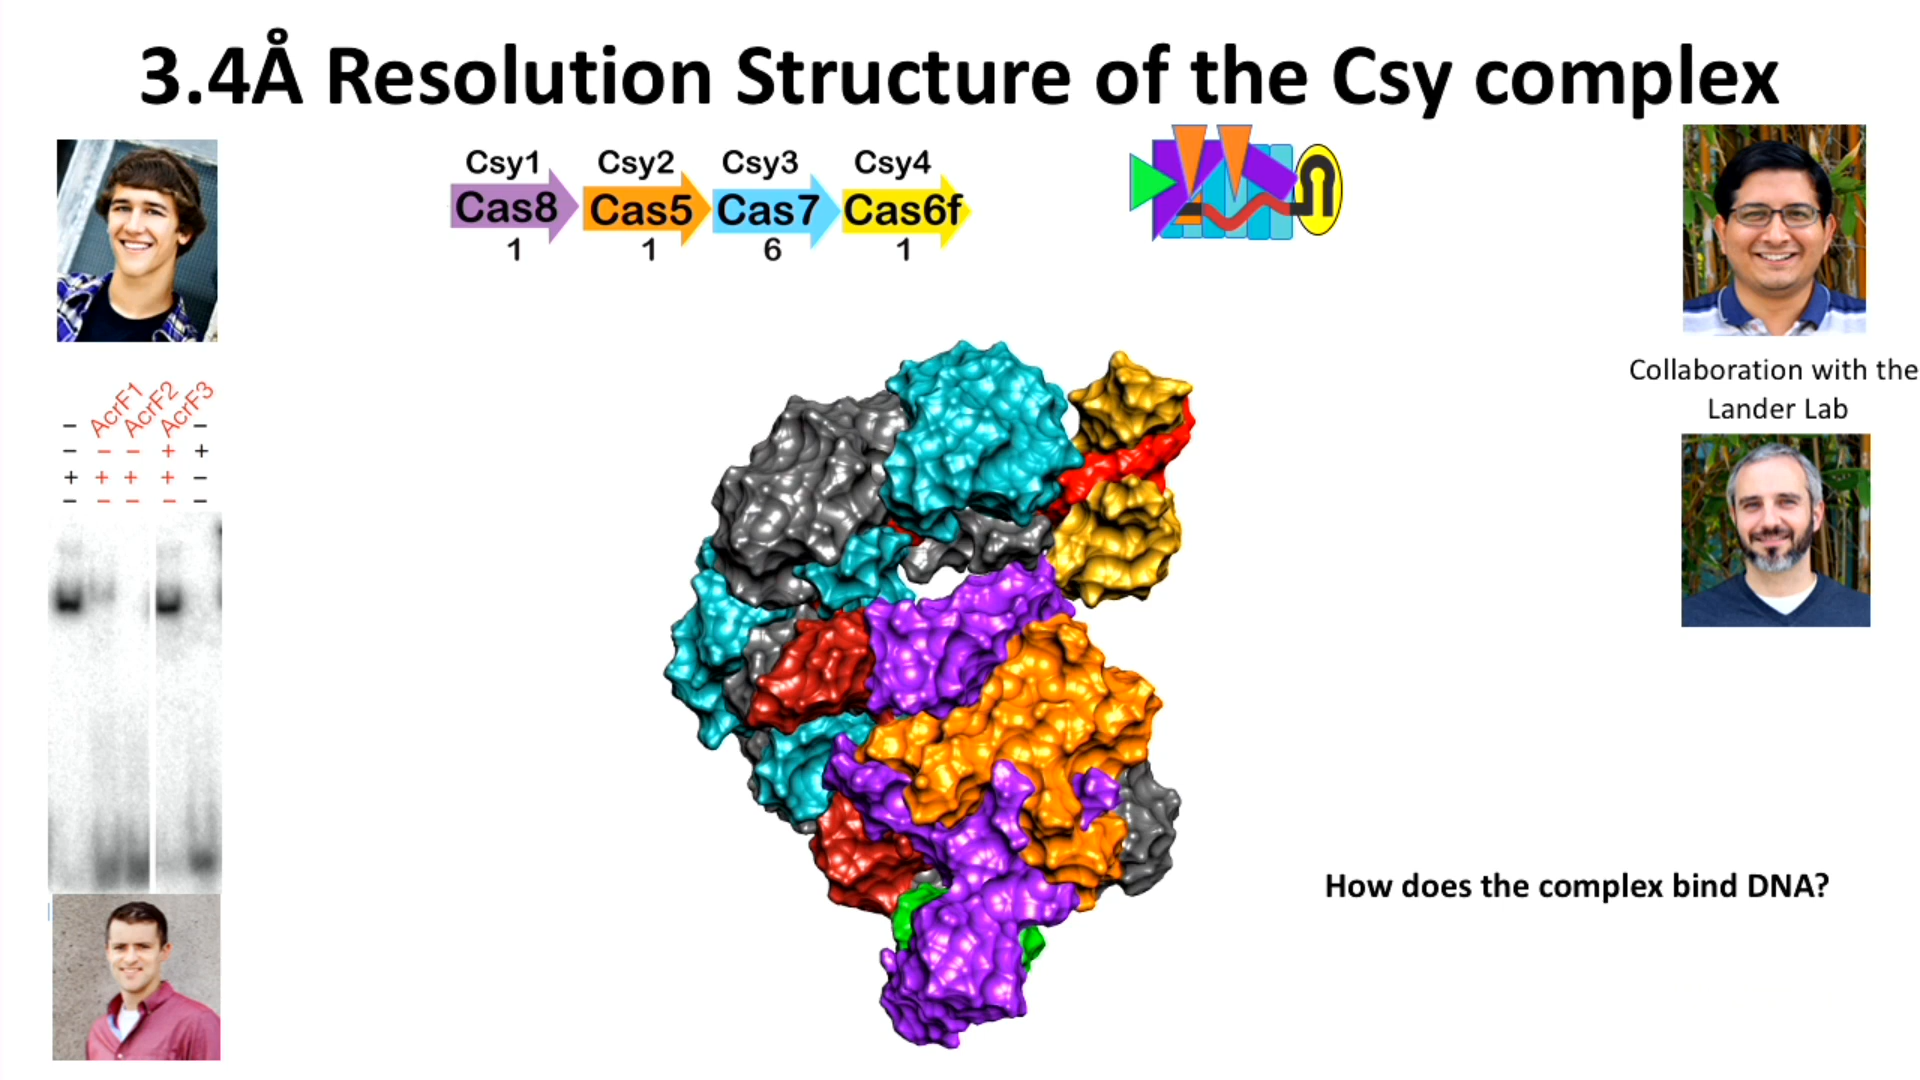 3.4Å Resolution Structure of the Csy complex
Csy1 Csy2 Csy3 Csy4
Cas8 Cas5 Cas7 Cas6f
1 1 6 1
Collaboration with the
Lander Lab
– AcrF1 AcrF2 AcrF3 –
– – – + +
+ + + + –
– – – – –
How does the complex bind DNA?